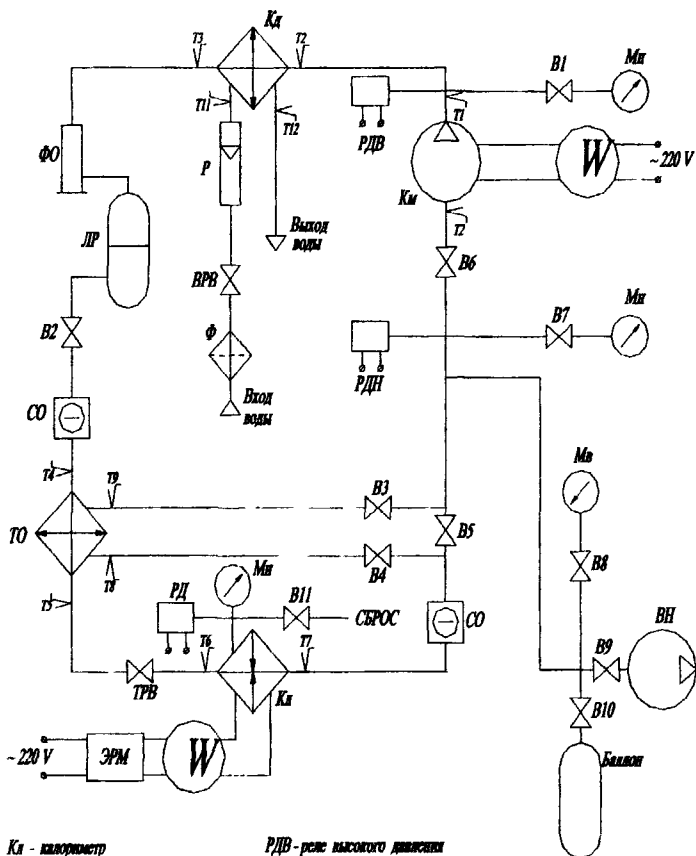 Т3
Кд
Т2
В1
Мн
ФО
Т11
Т12
РДВ
Т1
Р
W
~ 220 V
Км
ЛР
Выход
воды
Т2
В6
ВРВ
В2
В7
Мн
Ф
РДН
СО
Вход
воды
Т4
Т9
Мв
В3
ТО
В5
Т8
В4
В8
Т5
Мн
РД
В11
СБРОС
СО
ВН
Т6
Т7
В9
ТРВ
Кл
В10
~ 220 V
ЭРМ
W
Баллон
Кл - калориметр
РДВ - реле высокого давления